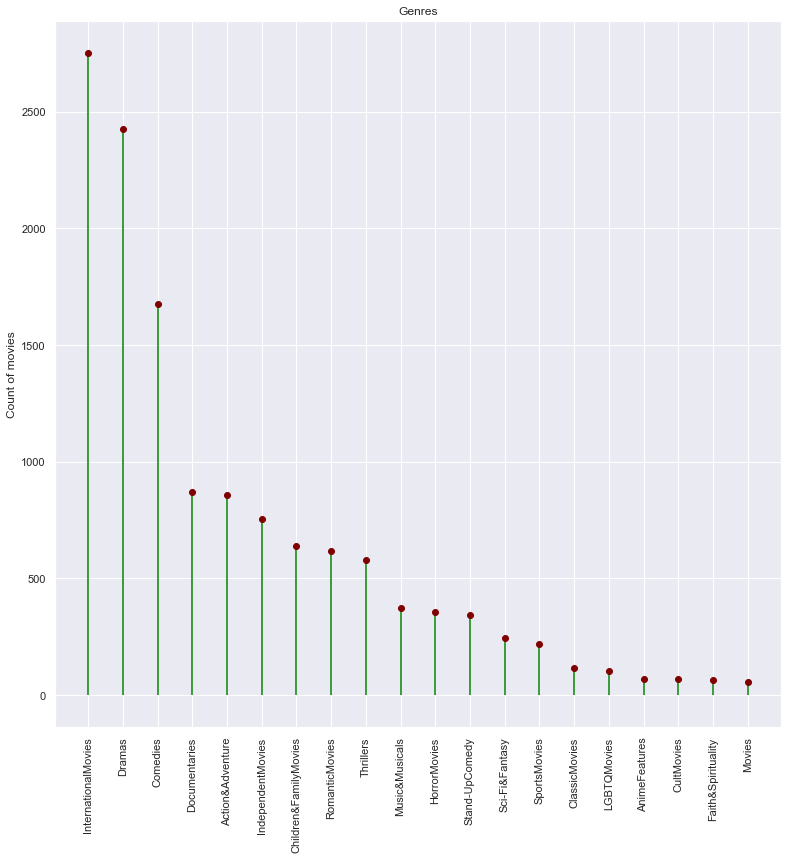 Genres
Count of movies
2500
2000
1500
1000
500
0
InternationalMovies
Dramas
Comedies
Documentaries
Action&Adventure
IndependentMovies
Children&FamilyMovies
RomanticMovies
Thrillers
Music&Musicals
HorrorMovies
Stand-UpComedy
Sci-Fi&Fantasy
SportsMovies
ClassicMovies
LGBTQMovies
AnimeFeatures
CultMovies
Faith&Spirituality
Movies